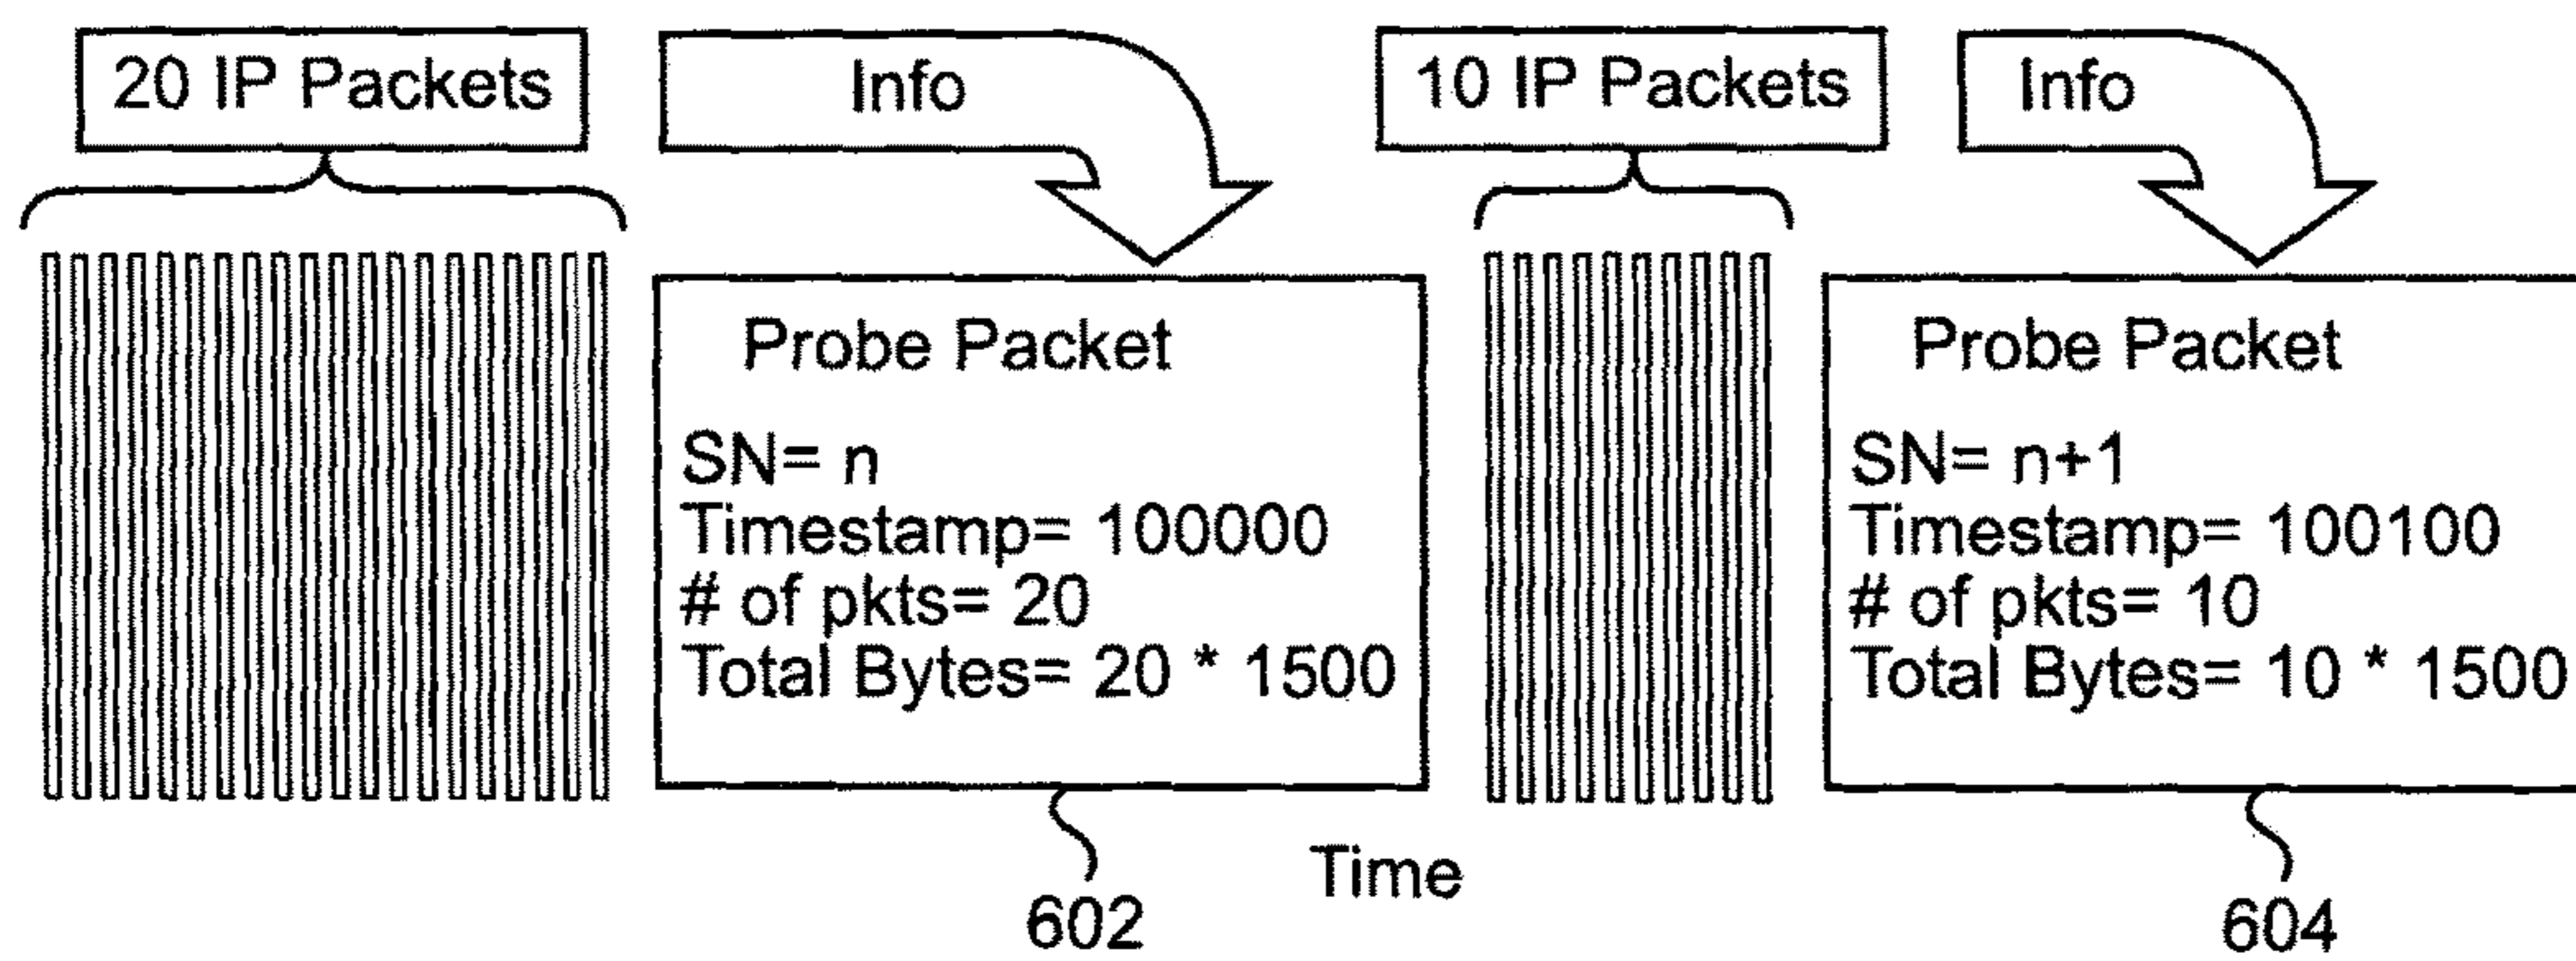 20 IP Packets
Info
10 IP Packets
Info
Probe Packet
SN= n
Timestamp= 100000
# of pkts= 20
Total Bytes= 20 * 1500
Probe Packet
SN= n+1
Timestamp= 100100
# of pkts= 10
Total Bytes= 10 * 1500
Time
602
604